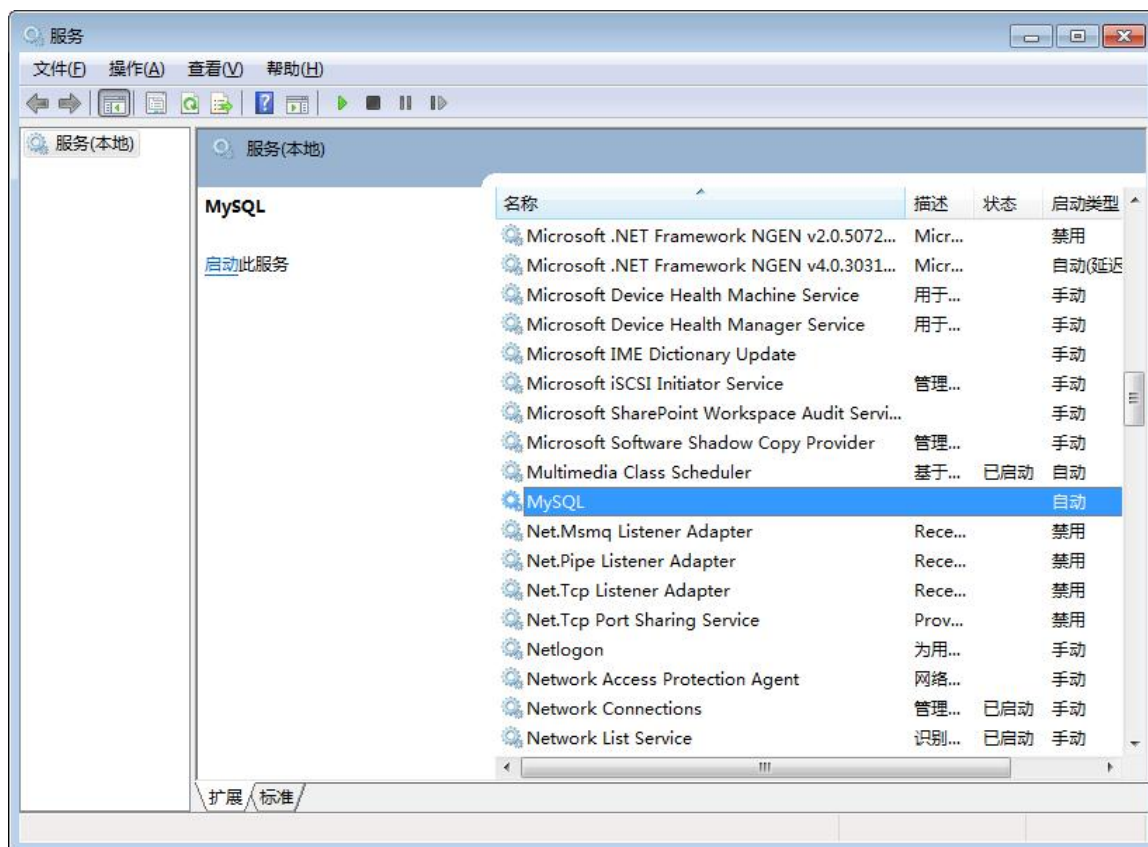 服务
文件(F) 操作(A) 查看(V) 帮助(H)
服务(本地)
服务(本地)
MySQL
启动此服务
名称 描述 状态 启动类型
Microsoft .NET Framework NGEN v2.0.5072... Micr... 禁用
Microsoft .NET Framework NGEN v4.0.3031... Micr... 自动(延迟
Microsoft Device Health Machine Service 用于... 手动
Microsoft Device Health Manager Service 用于... 手动
Microsoft IME Dictionary Update 手动
Microsoft iSCSI Initiator Service 管理... 手动
Microsoft SharePoint Workspace Audit Servi... 手动
Microsoft Software Shadow Copy Provider 管理... 手动
Multimedia Class Scheduler 基于... 已启动 自动
MySQL 自动
Net.Msmq Listener Adapter Rece... 禁用
Net.Pipe Listener Adapter Rece... 禁用
Net.Tcp Listener Adapter Rece... 禁用
Net.Tcp Port Sharing Service Prov... 禁用
Netlogon 为用... 手动
Network Access Protection Agent 网络... 手动
Network Connections 管理... 已启动 手动
Network List Service 识别... 已启动 手动
扩展 标准